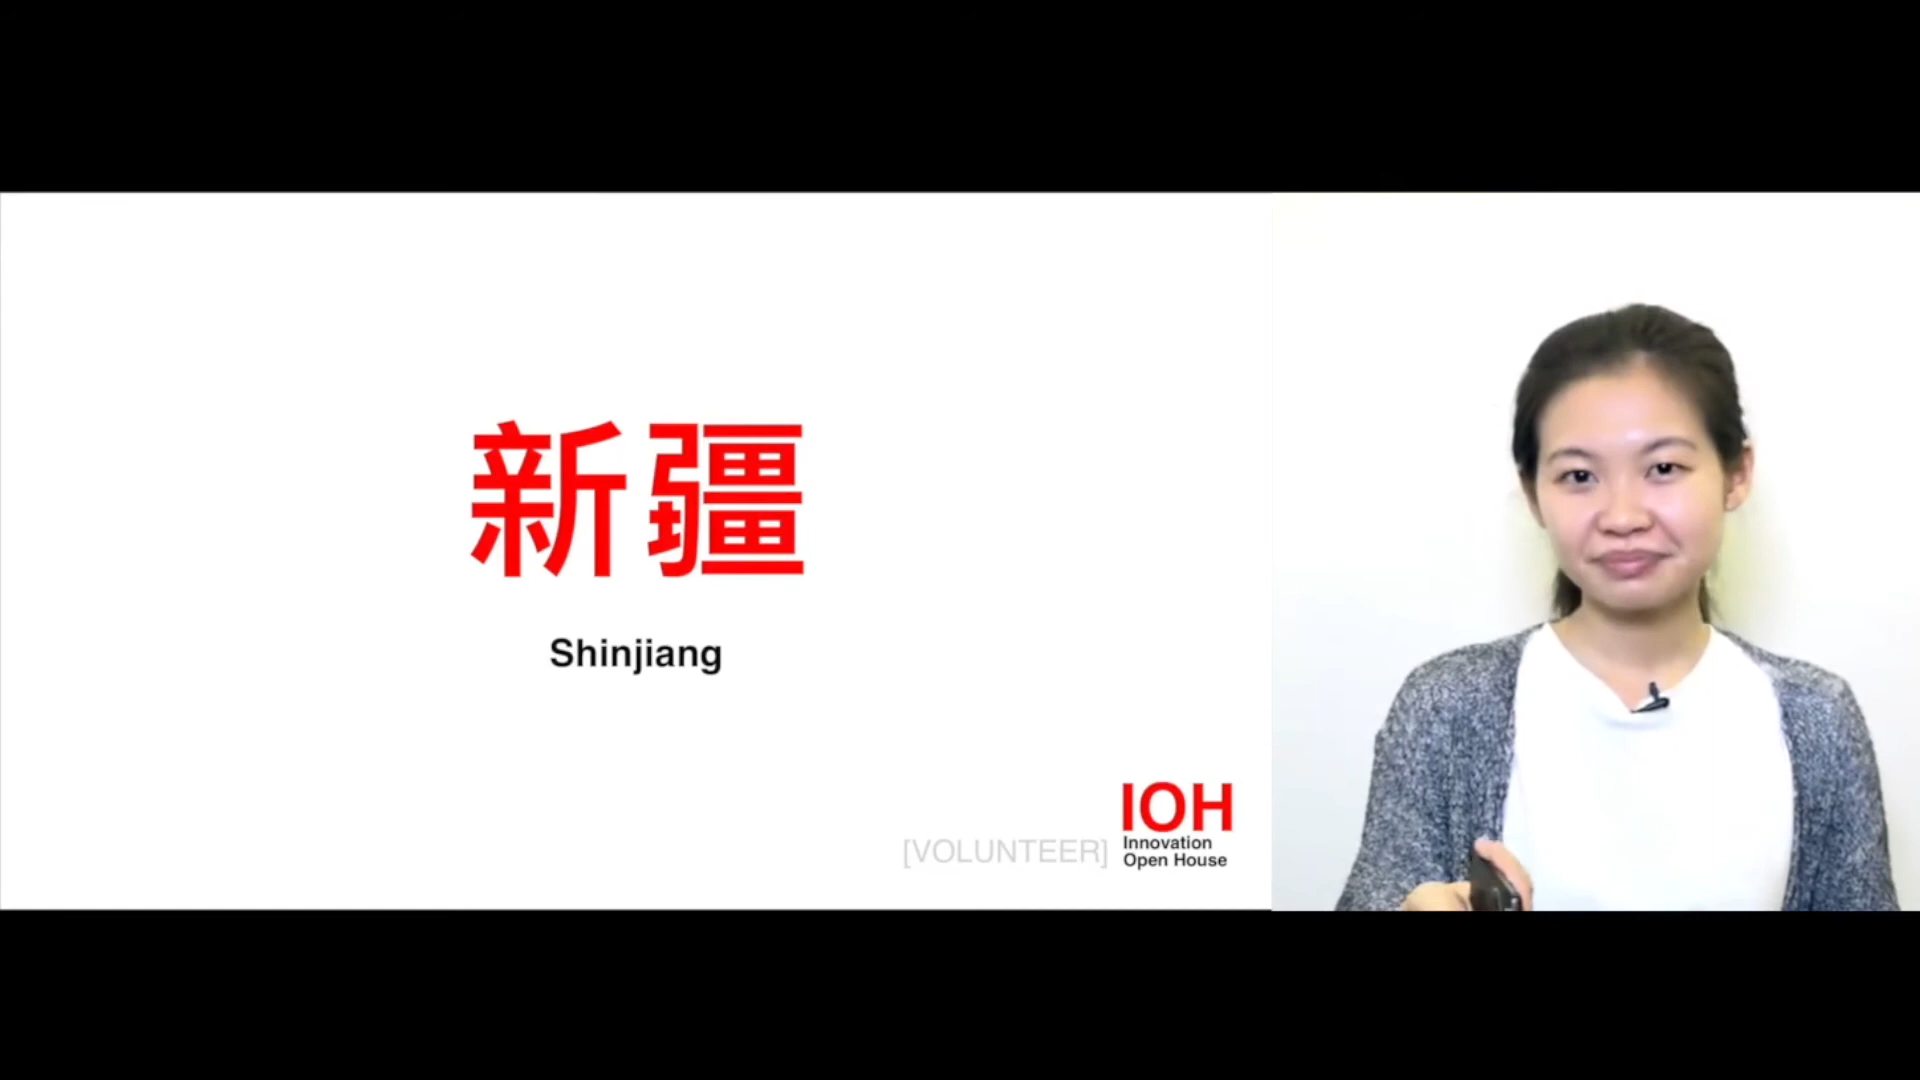 新疆
Shinjiang
[VOLUNTEER]
IOH
Innovation
Open House